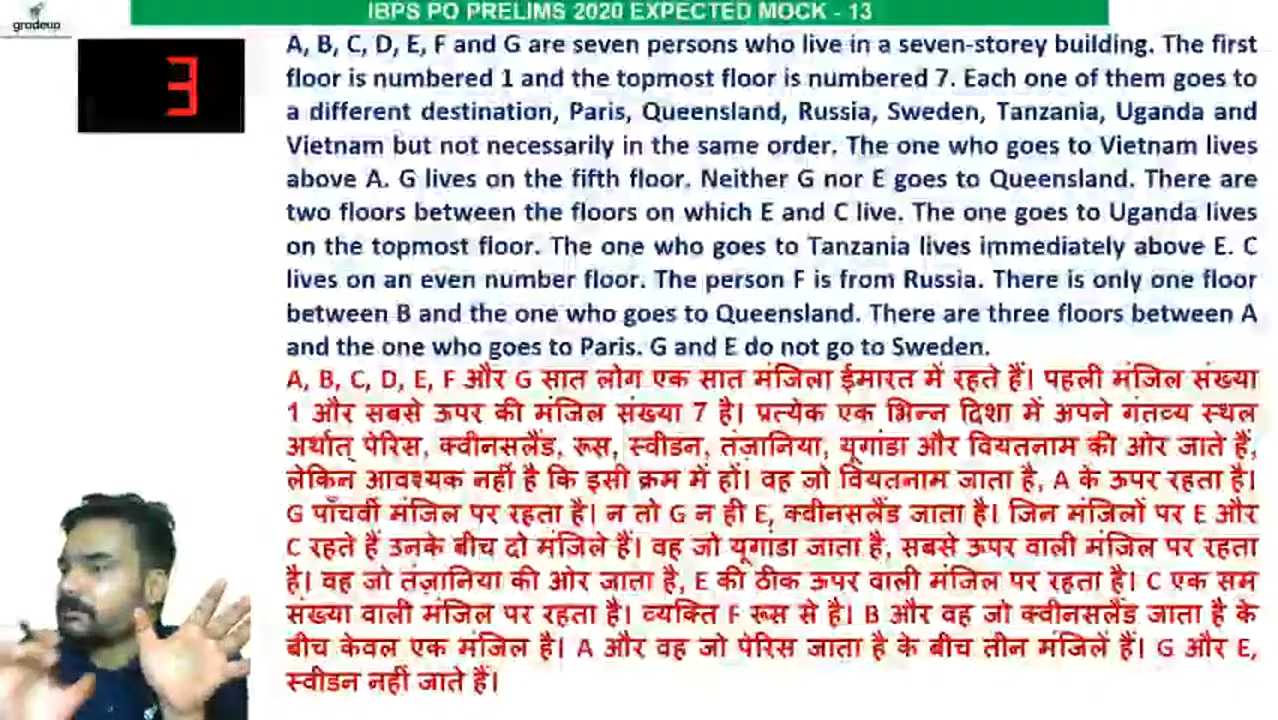 gradeup
IBPS PO PRELIMS 2020 EXPECTED MOCK - 13
3
A, B, C, D, E, F and G are seven persons who live in a seven-storey building. The first
floor is numbered 1 and the topmost floor is numbered 7. Each one of them goes to
a different destination, Paris, Queensland, Russia, Sweden, Tanzania, Uganda and
Vietnam but not necessarily in the same order. The one who goes to Vietnam lives
above A. G lives on the fifth floor. Neither G nor E goes to Queensland. There are
two floors between the floors on which E and C live. The one goes to Uganda lives
on the topmost floor. The one who goes to Tanzania lives immediately above E. C
lives on an even number floor. The person F is from Russia. There is only one floor
between B and the one who goes to Queensland. There are three floors between A
and the one who goes to Paris. G and E do not go to Sweden.
A, B, C, D, E, F और G सात लोग एक सात मंजिला ईमारत में रहते हैं। पहली मंजिल संख्या
1 और सबसे ऊपर की मंजिल संख्या 7 है। प्रत्येक एक भिन्न दिशा में अपने गंतव्य स्थल
अर्थात् पेरिस, क्वीनसलैंड, रूस, स्वीडन, तंज़ानिया, यूगांडा और वियतनाम की ओर जाते हैं,
लेकिन आवश्यक नहीं है कि इसी क्रम में हों। वह जो वियतनाम जाता है, A के ऊपर रहता है।
G पाँचवीं मंजिल पर रहता है। न तो G न ही E, क्वीनसलैंड जाता है। जिन मंजिलों पर E और
C रहते हैं उनके बीच दो मंजिलें हैं। वह जो यूगांडा जाता है, सबसे ऊपर वाली मंजिल पर रहता
है। वह जो तंज़ानिया की ओर जाता है, E की ठीक ऊपर वाली मंजिल पर रहता है। C एक सम
संख्या वाली मंजिल पर रहता है। व्यक्ति F रूस से है। B और वह जो क्वीनसलैंड जाता है के
बीच केवल एक मंजिल है। A और वह जो पेरिस जाता है के बीच तीन मंजिलें हैं। G और E,
स्वीडन नहीं जाते हैं।